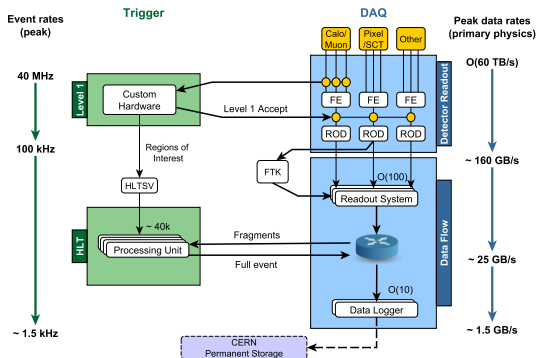 Event rates
(peak)
Trigger
DAQ
Peak data rates
(primary physics)
40 MHz
100 kHz
~ 1.5 kHz
Level 1
Custom
Hardware
Level 1 Accept
Regions of
Interest
HLTSV
~ 40k
HLT
Processing Unit
Fragments
Full event
FTK
Calo/
Muon
Pixel
/SCT
Other
FE
FE
FE
ROD
ROD
ROD
Detector Readout
O(100)
Readout System
Data Flow
O(10)
Data Logger
CERN
Permanent Storage
O(60 TB/s)
~ 160 GB/s
~ 25 GB/s
~ 1.5 GB/s